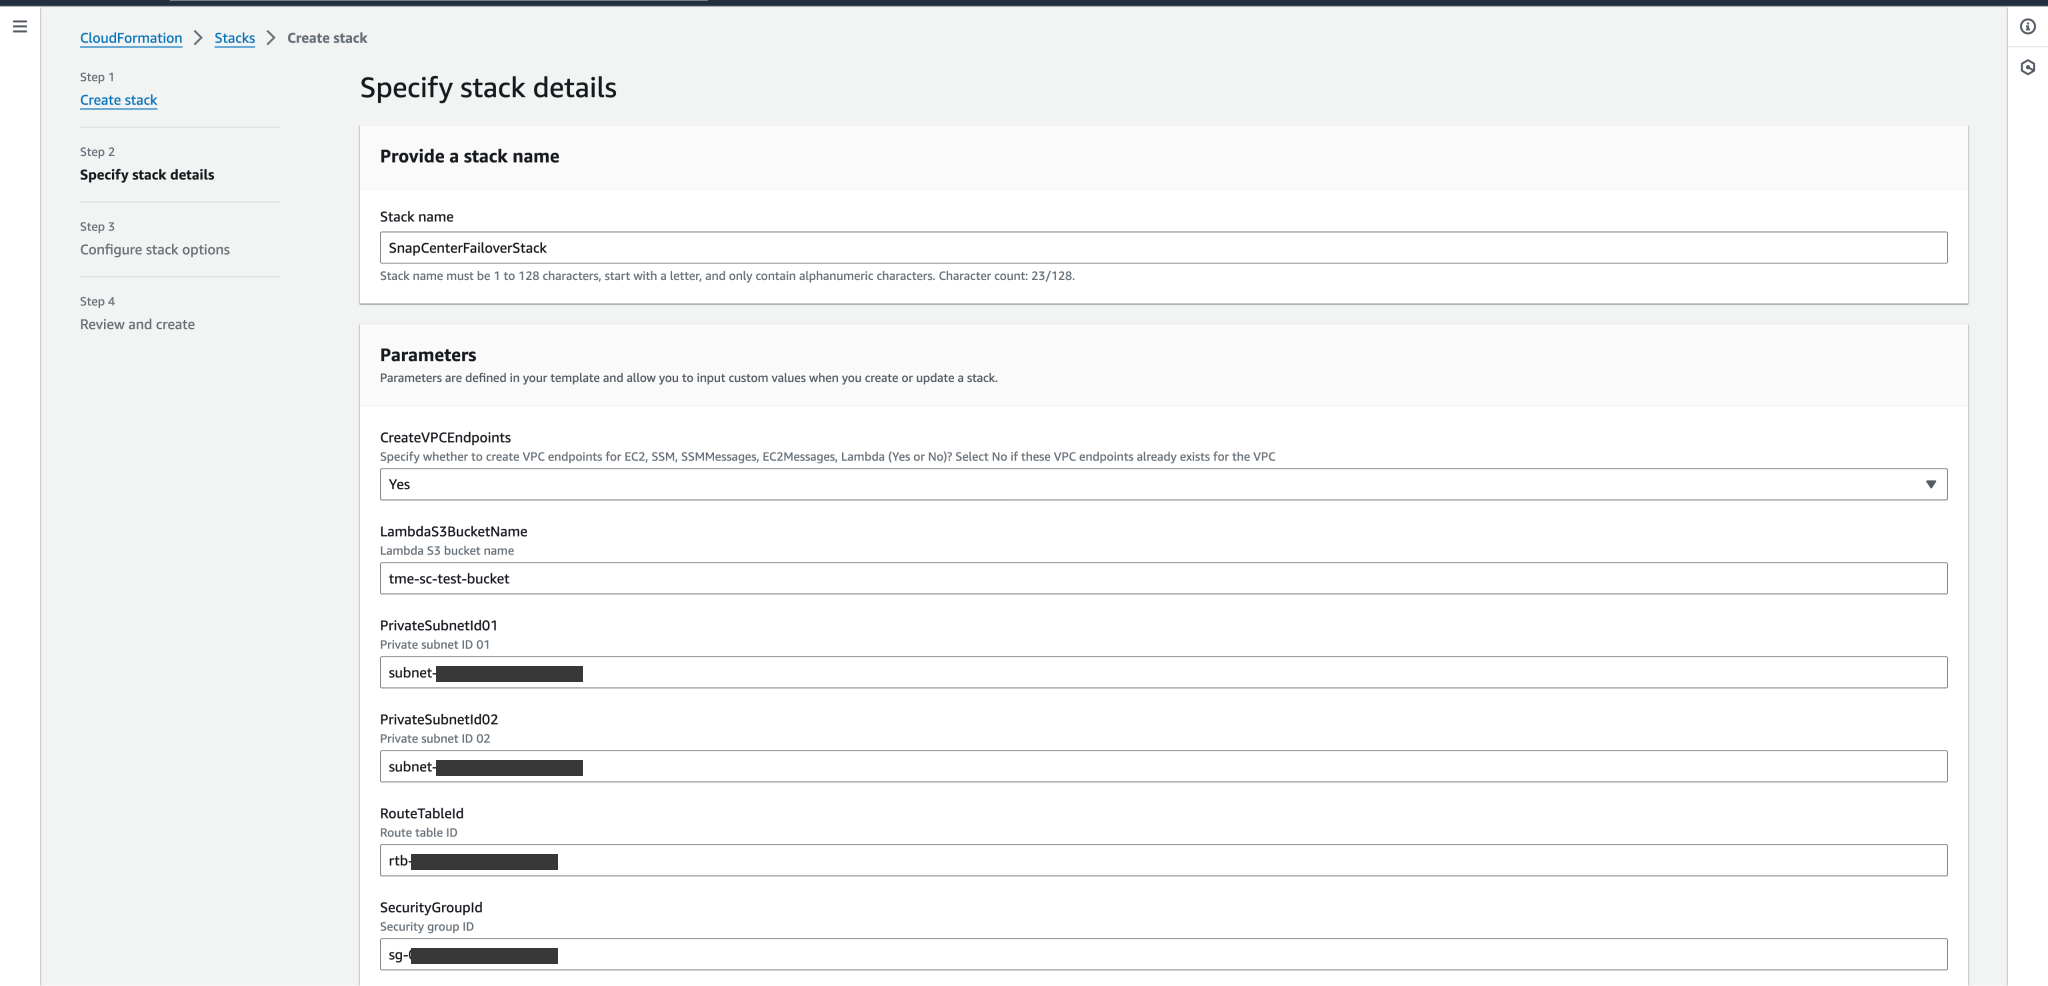 CloudFormation > Stacks > Create stack
Step 1
Create stack
Step 2
Specify stack details
Step 3
Configure stack options
Step 4
Review and create
Specify stack details
Provide a stack name
Stack name
SnapCenterFailoverStack
Stack name must be 1 to 128 characters, start with a letter, and only contain alphanumeric characters. Character count: 23/128.
Parameters
Parameters are defined in your template and allow you to input custom values when you create or update a stack.
CreateVPCEndpoints
Specify whether to create VPC endpoints for EC2, SSM, SSMMessages, EC2Messages, Lambda (Yes or No)? Select No if these VPC endpoints already exists for the VPC
Yes
LambdaS3BucketName
Lambda S3 bucket name
tme-sc-test-bucket
PrivateSubnetId01
Private subnet ID 01
subnet-
PrivateSubnetId02
Private subnet ID 02
subnet-
RouteTableId
Route table ID
rtb-
SecurityGroupId
Security group ID
sg-